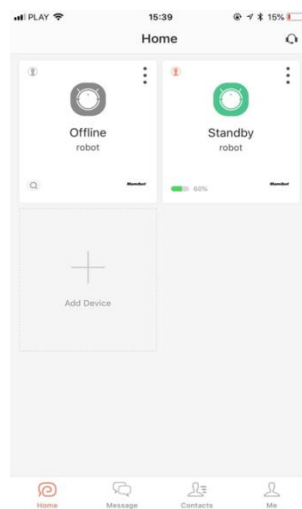 PLAY 15:39 15%
Home
Offline
robot
Standby
robot
60%
Add Device
Home Message Contacts Me